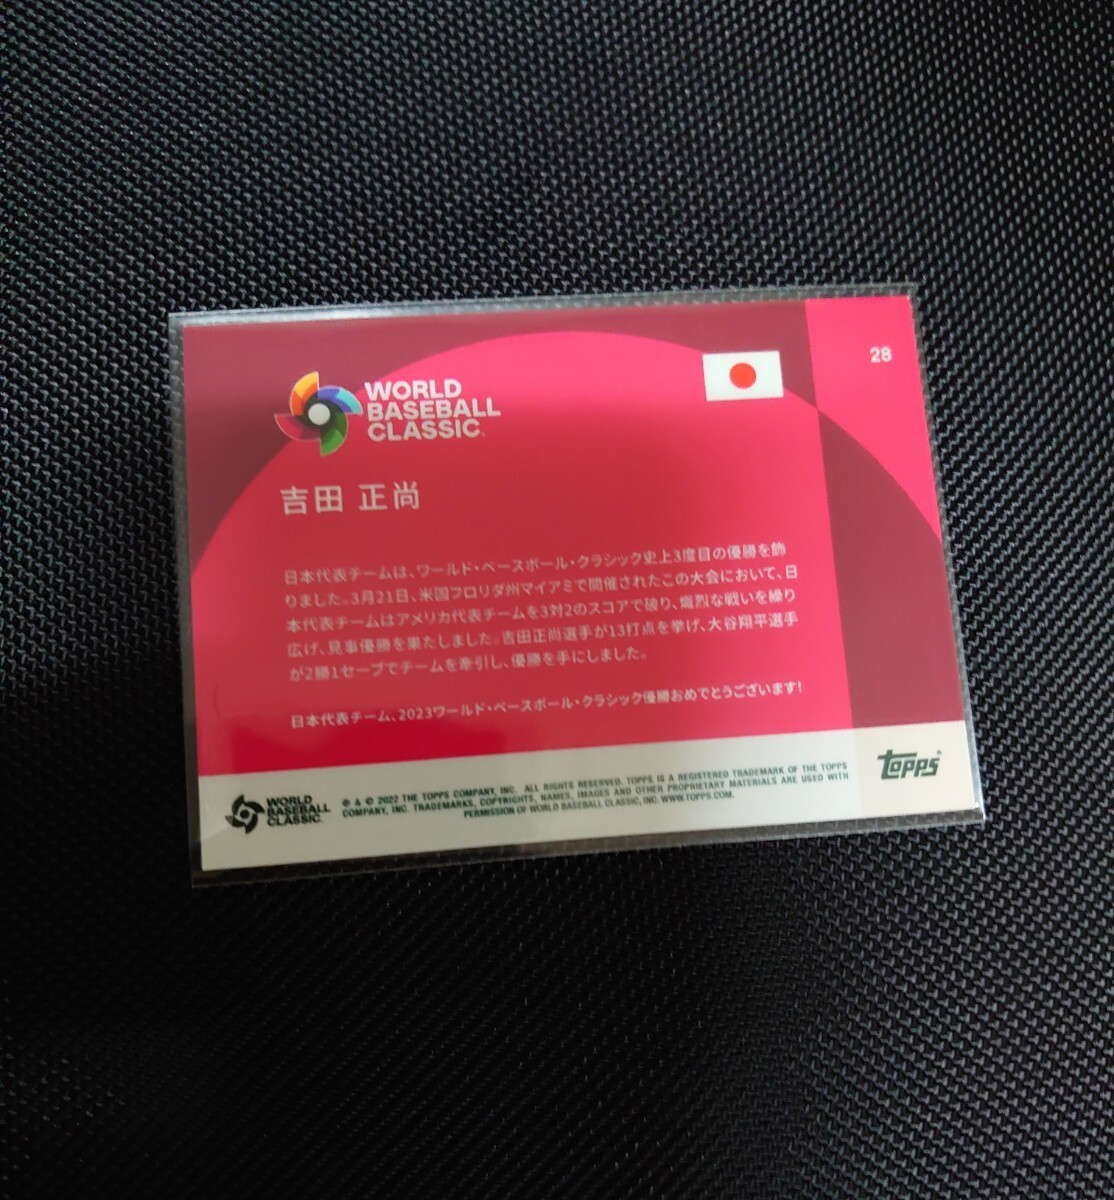 28
WORLD
BASEBALL
CLASSIC™
吉田 正尚
日本代表チームは、ワールド・ベースボール・クラシック史上3度目の優勝を飾
りました。3月21日、米国フロリダ州マイアミで開催されたこの大会において、日
本代表チームはアメリカ代表チームを3対2のスコアで破り、熾烈な戦いを繰り
広げ、見事優勝を果たしました。吉田正尚選手が13打点を挙げ、大谷翔平選手
が2勝1セーブでチームを牽引し、優勝を手にしました。
日本代表チーム、2023ワールド・ベースボール・クラシック優勝おめでとうございます!
topps®
WORLD
BASEBALL
CLASSIC™
® & © 2022 THE TOPPS COMPANY, INC. ALL RIGHTS RESERVED. TOPPS IS A REGISTERED TRADEMARK OF THE TOPPS
COMPANY, INC. TRADEMARKS, COPYRIGHTS, NAMES, IMAGES AND OTHER PROPRIETARY MATERIALS ARE USED WITH
PERMISSION OF WORLD BASEBALL CLASSIC, INC. WWW.TOPPS.COM.